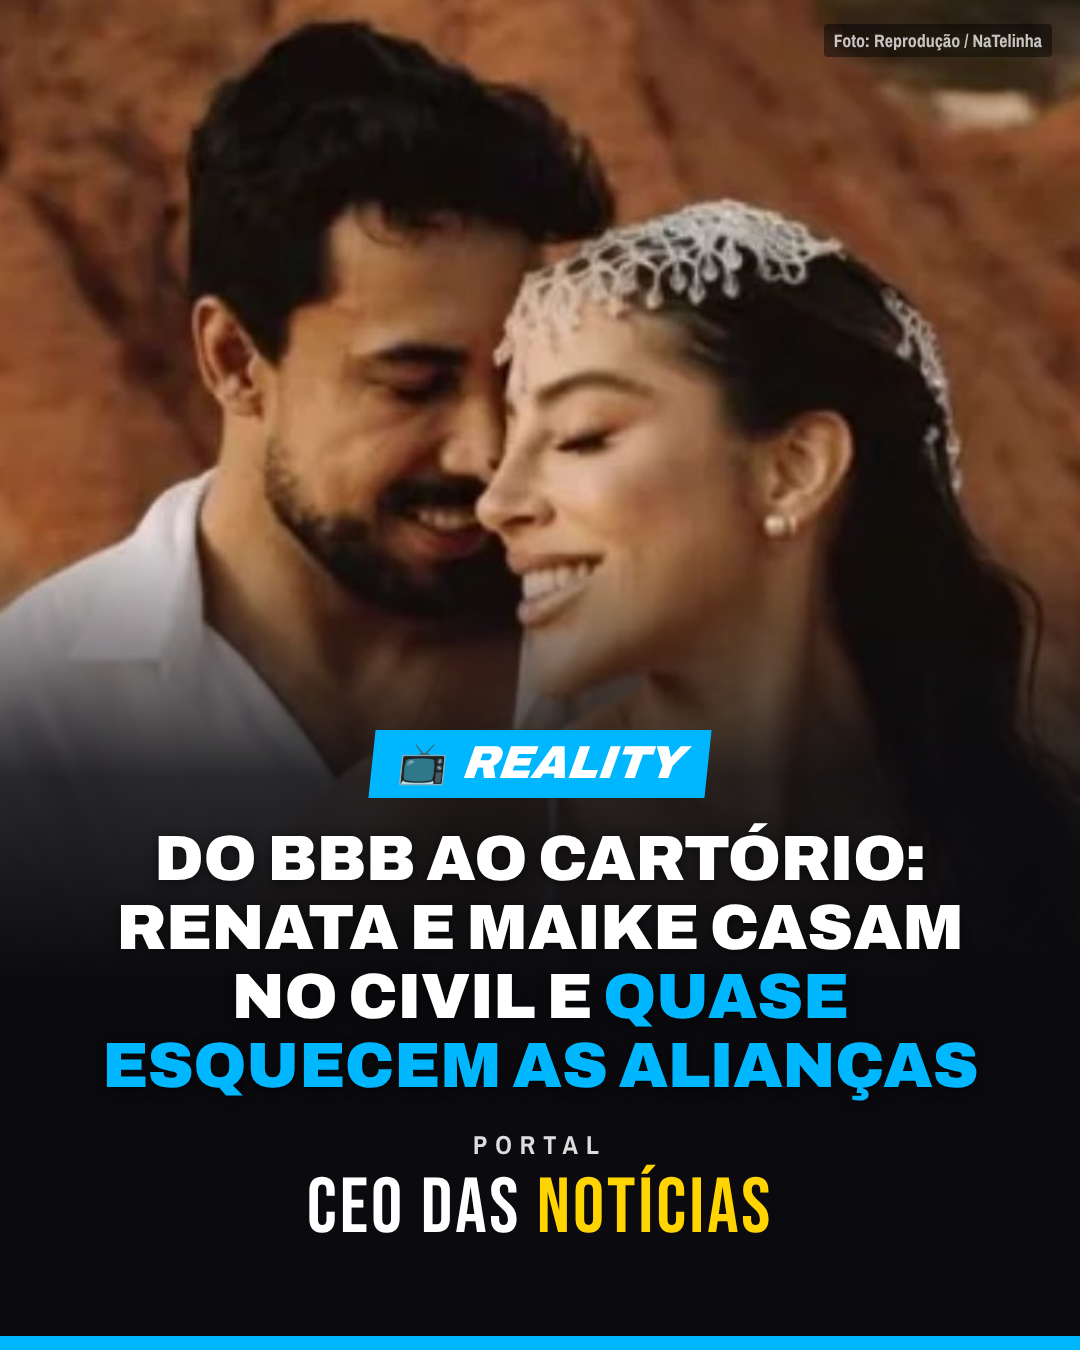 Foto: Reprodução / NaTelinha
REALITY
DO BBB AO CARTÓRIO:
RENATA E MAIKE CASAM
NO CIVIL E QUASE
ESQUECEM AS ALIANÇAS
PORTAL
CEO DAS NOTÍCIAS